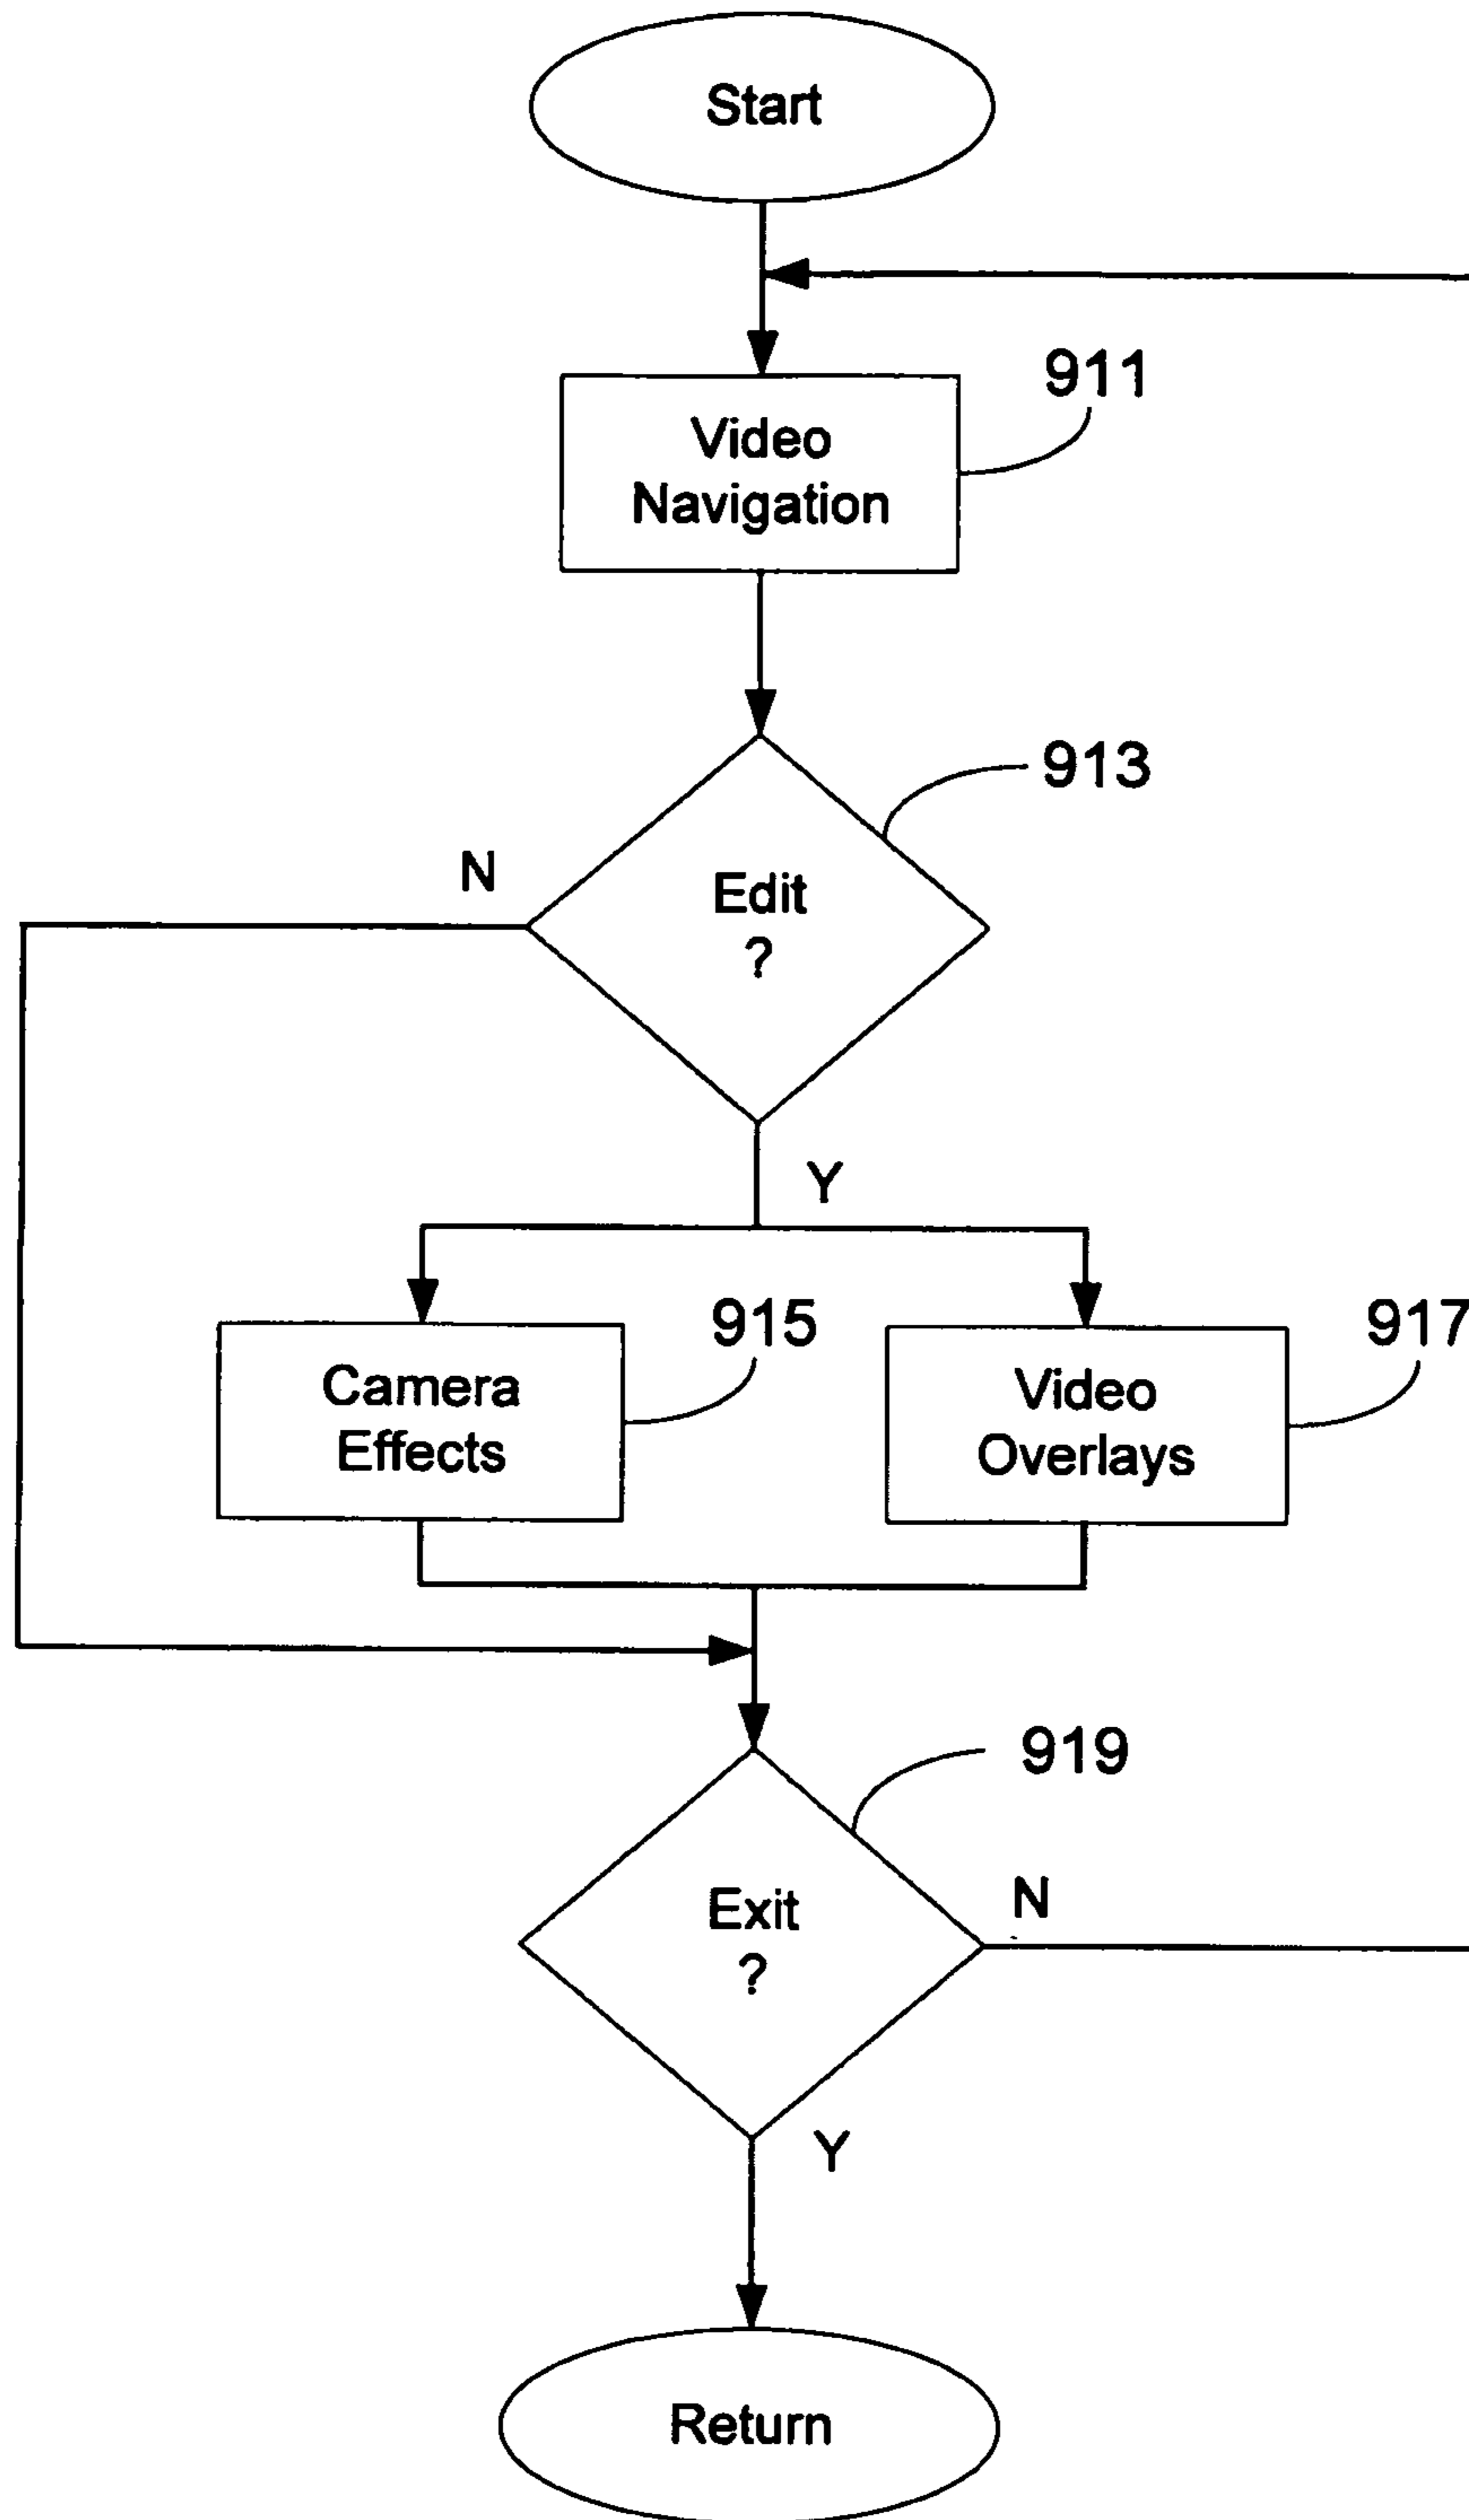 Start
911
Video
Navigation
913
N
Edit
?
Y
915
917
Camera
Effects
Video
Overlays
919
Exit
?
N
Y
Return